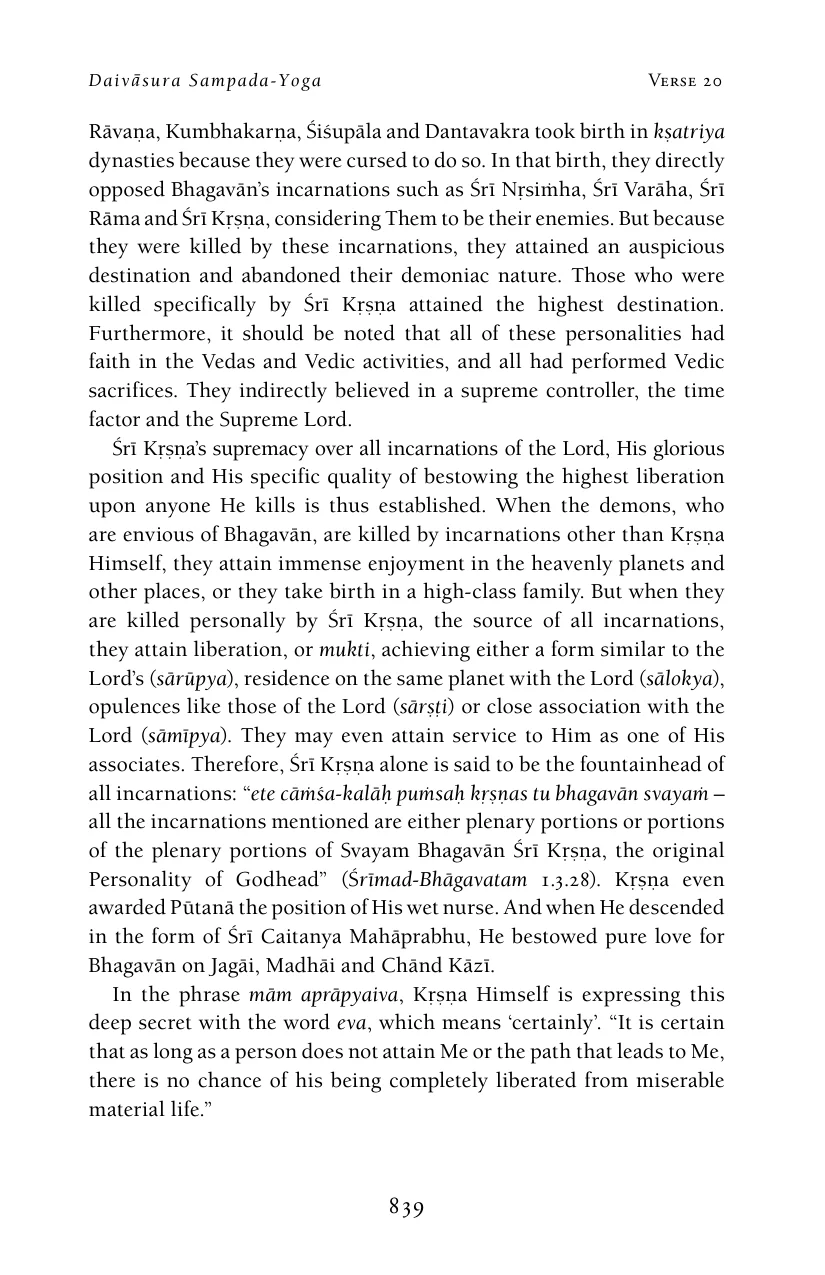 Daivāsura Sampada-Yoga
Verse 20
Rāvaṇa, Kumbhakarṇa, Śiśupāla and Dantavakra took birth in kṣatriya
dynasties because they were cursed to do so. In that birth, they directly
opposed Bhagavān’s incarnations such as Śrī Nṛsiṁha, Śrī Varāha, Śrī
Rāma and Śrī Kṛṣṇa, considering Them to be their enemies. But because
they were killed by these incarnations, they attained an auspicious
destination and abandoned their demoniac nature. Those who were
killed specifically by Śrī Kṛṣṇa attained the highest destination.
Furthermore, it should be noted that all of these personalities had
faith in the Vedas and Vedic activities, and all had performed Vedic
sacrifices. They indirectly believed in a supreme controller, the time
factor and the Supreme Lord.
Śrī Kṛṣṇa’s supremacy over all incarnations of the Lord, His glorious
position and His specific quality of bestowing the highest liberation
upon anyone He kills is thus established. When the demons, who
are envious of Bhagavān, are killed by incarnations other than Kṛṣṇa
Himself, they attain immense enjoyment in the heavenly planets and
other places, or they take birth in a high-class family. But when they
are killed personally by Śrī Kṛṣṇa, the source of all incarnations,
they attain liberation, or mukti, achieving either a form similar to the
Lord’s (sārūpya), residence on the same planet with the Lord (sālokya),
opulences like those of the Lord (sārṣṭi) or close association with the
Lord (sāmīpya). They may even attain service to Him as one of His
associates. Therefore, Śrī Kṛṣṇa alone is said to be the fountainhead of
all incarnations: “ete cāṁśa-kalāḥ puṁsaḥ kṛṣṇas tu bhagavān svayaṁ –
all the incarnations mentioned are either plenary portions or portions
of the plenary portions of Svayam Bhagavān Śrī Kṛṣṇa, the original
Personality of Godhead” (Śrīmad-Bhāgavatam 1.3.28). Kṛṣṇa even
awarded Pūtanā the position of His wet nurse. And when He descended
in the form of Śrī Caitanya Mahāprabhu, He bestowed pure love for
Bhagavān on Jagāi, Madhāi and Chānd Kāzī.
In the phrase mām aprāpyaiva, Kṛṣṇa Himself is expressing this
deep secret with the word eva, which means ‘certainly’. “It is certain
that as long as a person does not attain Me or the path that leads to Me,
there is no chance of his being completely liberated from miserable
material life.”
839